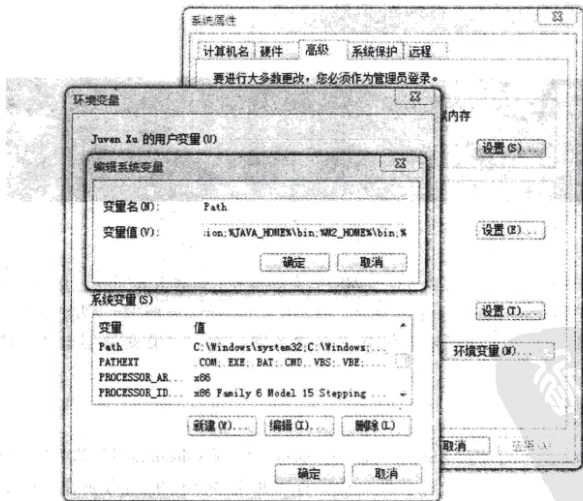 系统属性
计算机名 硬件 高级 系统保护 远程
要进行大多数更改，您必须作为管理员登录。
内存
设置(S)...
设置(E)...
设置(T)...
环境变量(N)...
取消
环境变量
Juven Xu 的用户变量(U)
编辑系统变量
变量名(N): Path
变量值(V): :ion;%JAVA_HOME%\bin;%M2_HOME%\bin;%
确定 取消
系统变量(S)
变量 值
Path C:\Windows\system32;C:\Windows;...
PATHEXT .COM;.EXE;.BAT;.CMD;.VBS;.VBE;....
PROCESSOR_AR... x86
PROCESSOR_ID... x86 Family 6 Model 15 Stepping ...
新建(W)... 编辑(I)... 删除(L)
确定 取消